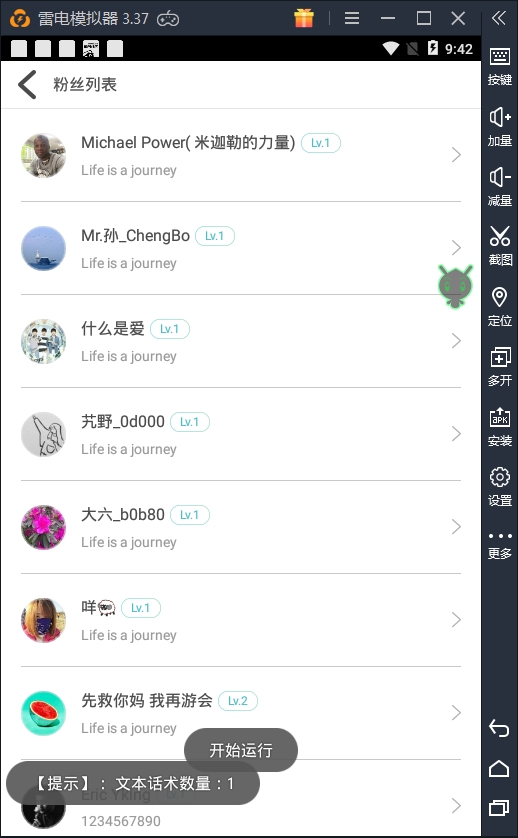 雷电模拟器 3.37
9:42
按键
加量
减量
截图
定位
多开
apk
安装
设置
更多
粉丝列表
Michael Power( 米迦勒的力量) Lv.1
Life is a journey
Mr.孙_ChengBo Lv.1
Life is a journey
什么是爱 Lv.1
Life is a journey
艽野_0d000 Lv.1
Life is a journey
大六_b0b80 Lv.1
Life is a journey
咩 Lv.1
Life is a journey
先救你妈 我再游会 Lv.2
Life is a journey
开始运行
【提示】：文本话术数量：1
1234567890